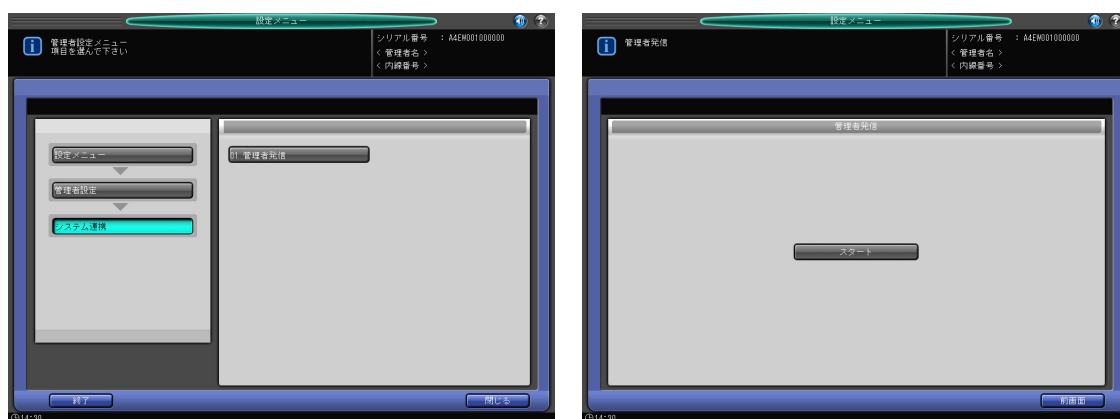 設定メニュー
管理者設定メニュー
項目を選んで下さい
シリアル番号 : A4EW001000000
< 管理者名 >
< 内線番号 >
設定メニュー
管理者設定
システム連携
01 管理者発信
終了
閉じる
14:30
設定メニュー
管理者発信
シリアル番号 : A4EW001000000
< 管理者名 >
< 内線番号 >
管理者発信
スタート
前画面
14:30